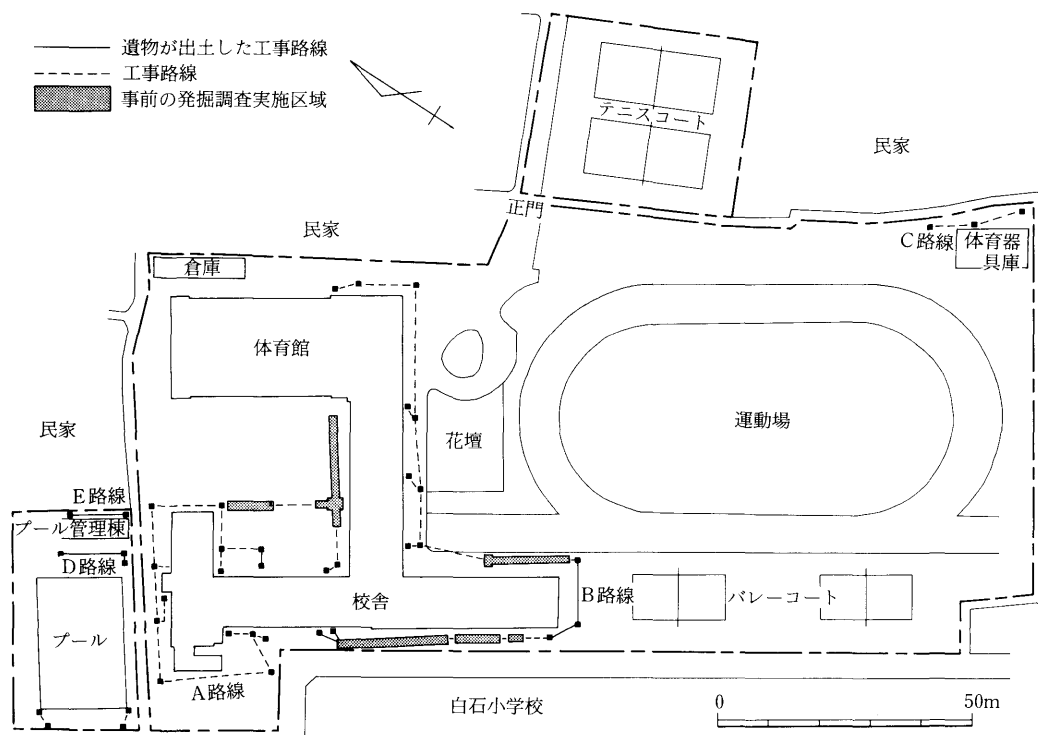 遺物が出土した工事路線
工事路線
事前の発掘調査実施区域
テニスコート
民家
正門
C路線
体育器
具庫
民家
倉庫
体育館
花壇
運動場
民家
E路線
プール管理棟
D路線
プール
校舎
B路線
バレーコート
A路線
白石小学校
0
50m